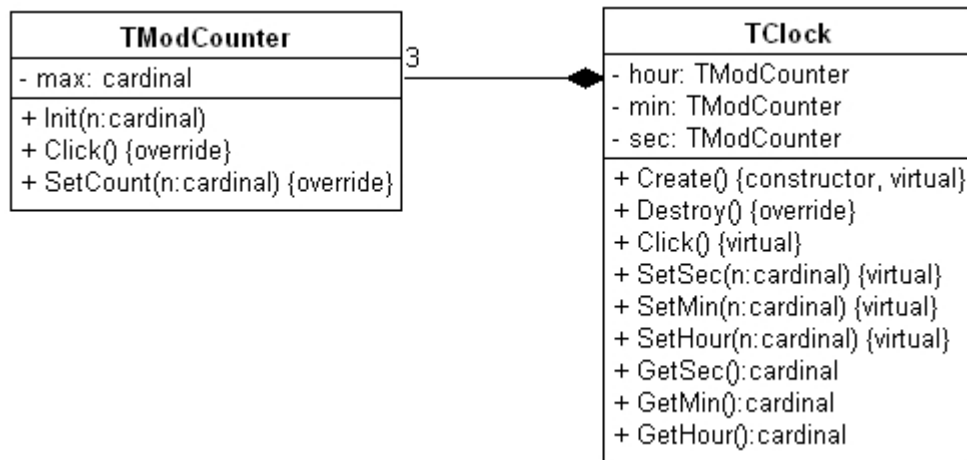 TModCounter
- max: cardinal
+ Init(n:cardinal)
+ Click() {override}
+ SetCount(n:cardinal) {override}
3
TClock
- hour: TModCounter
- min: TModCounter
- sec: TModCounter
+ Create() {constructor, virtual}
+ Destroy() {override}
+ Click() {virtual}
+ SetSec(n:cardinal) {virtual}
+ SetMin(n:cardinal) {virtual}
+ SetHour(n:cardinal) {virtual}
+ GetSec():cardinal
+ GetMin():cardinal
+ GetHour():cardinal